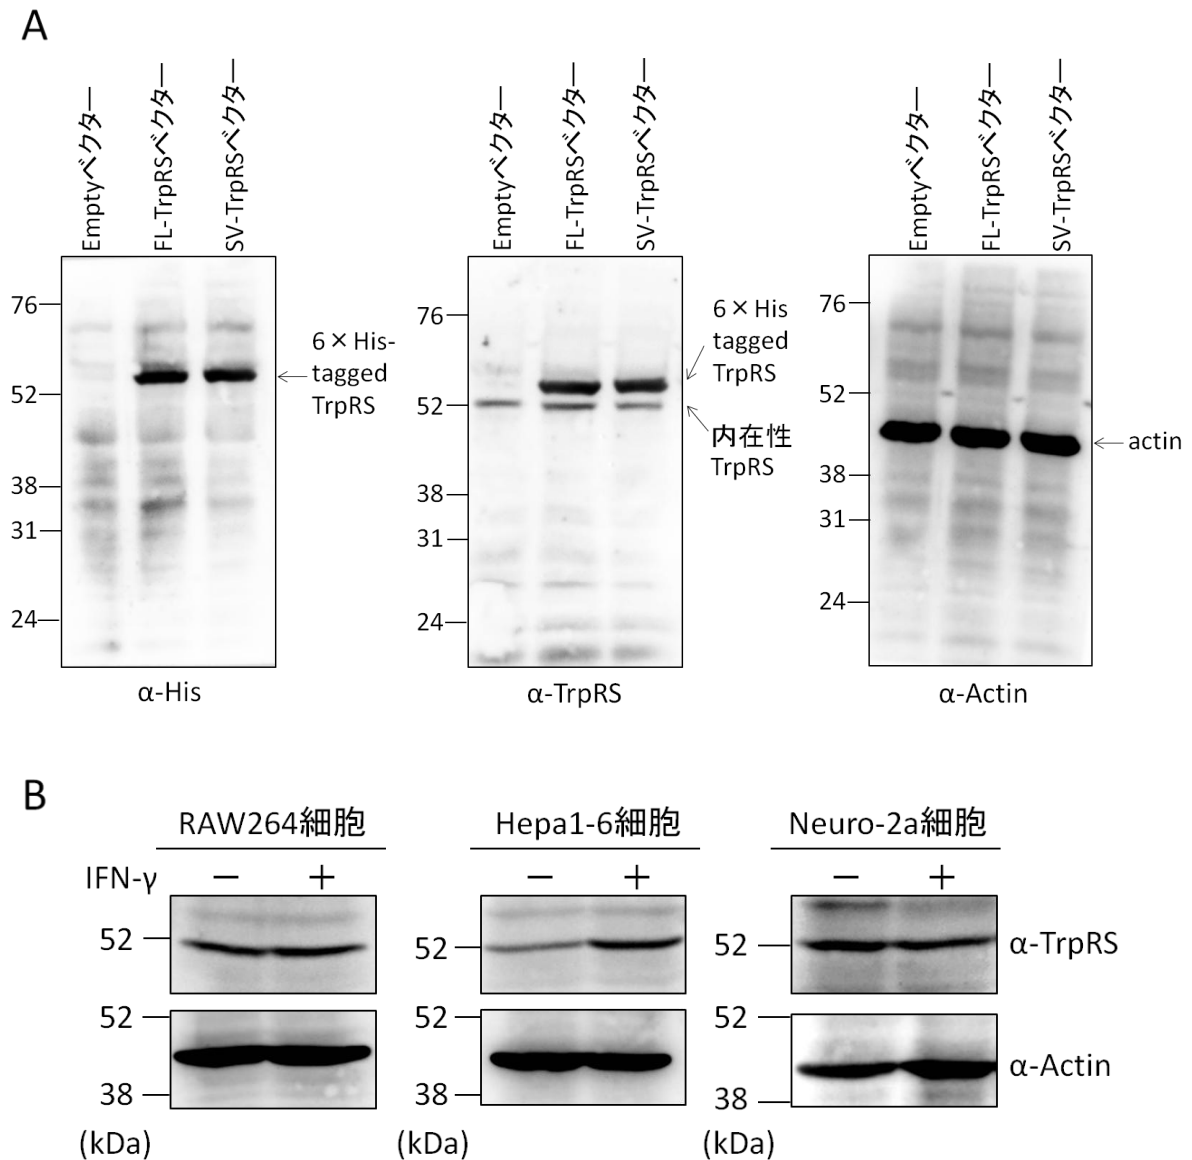 A
Emptyベクター
FL-TrpRSベクター
SV-TrpRSベクター
76
52
38
31
24
6×His-
tagged
TrpRS
α-His
Emptyベクター
FL-TrpRSベクター
SV-TrpRSベクター
76
52
38
31
24
6×His
tagged
TrpRS
内在性
TrpRS
α-TrpRS
Emptyベクター
FL-TrpRSベクター
SV-TrpRSベクター
76
52
38
31
24
actin
α-Actin
B
RAW264細胞
Hepa1-6細胞
Neuro-2a細胞
IFN-γ － ＋ － ＋ － ＋
52 52 52 α-TrpRS
52 52 52
α-Actin
38 38 38
(kDa) (kDa) (kDa)